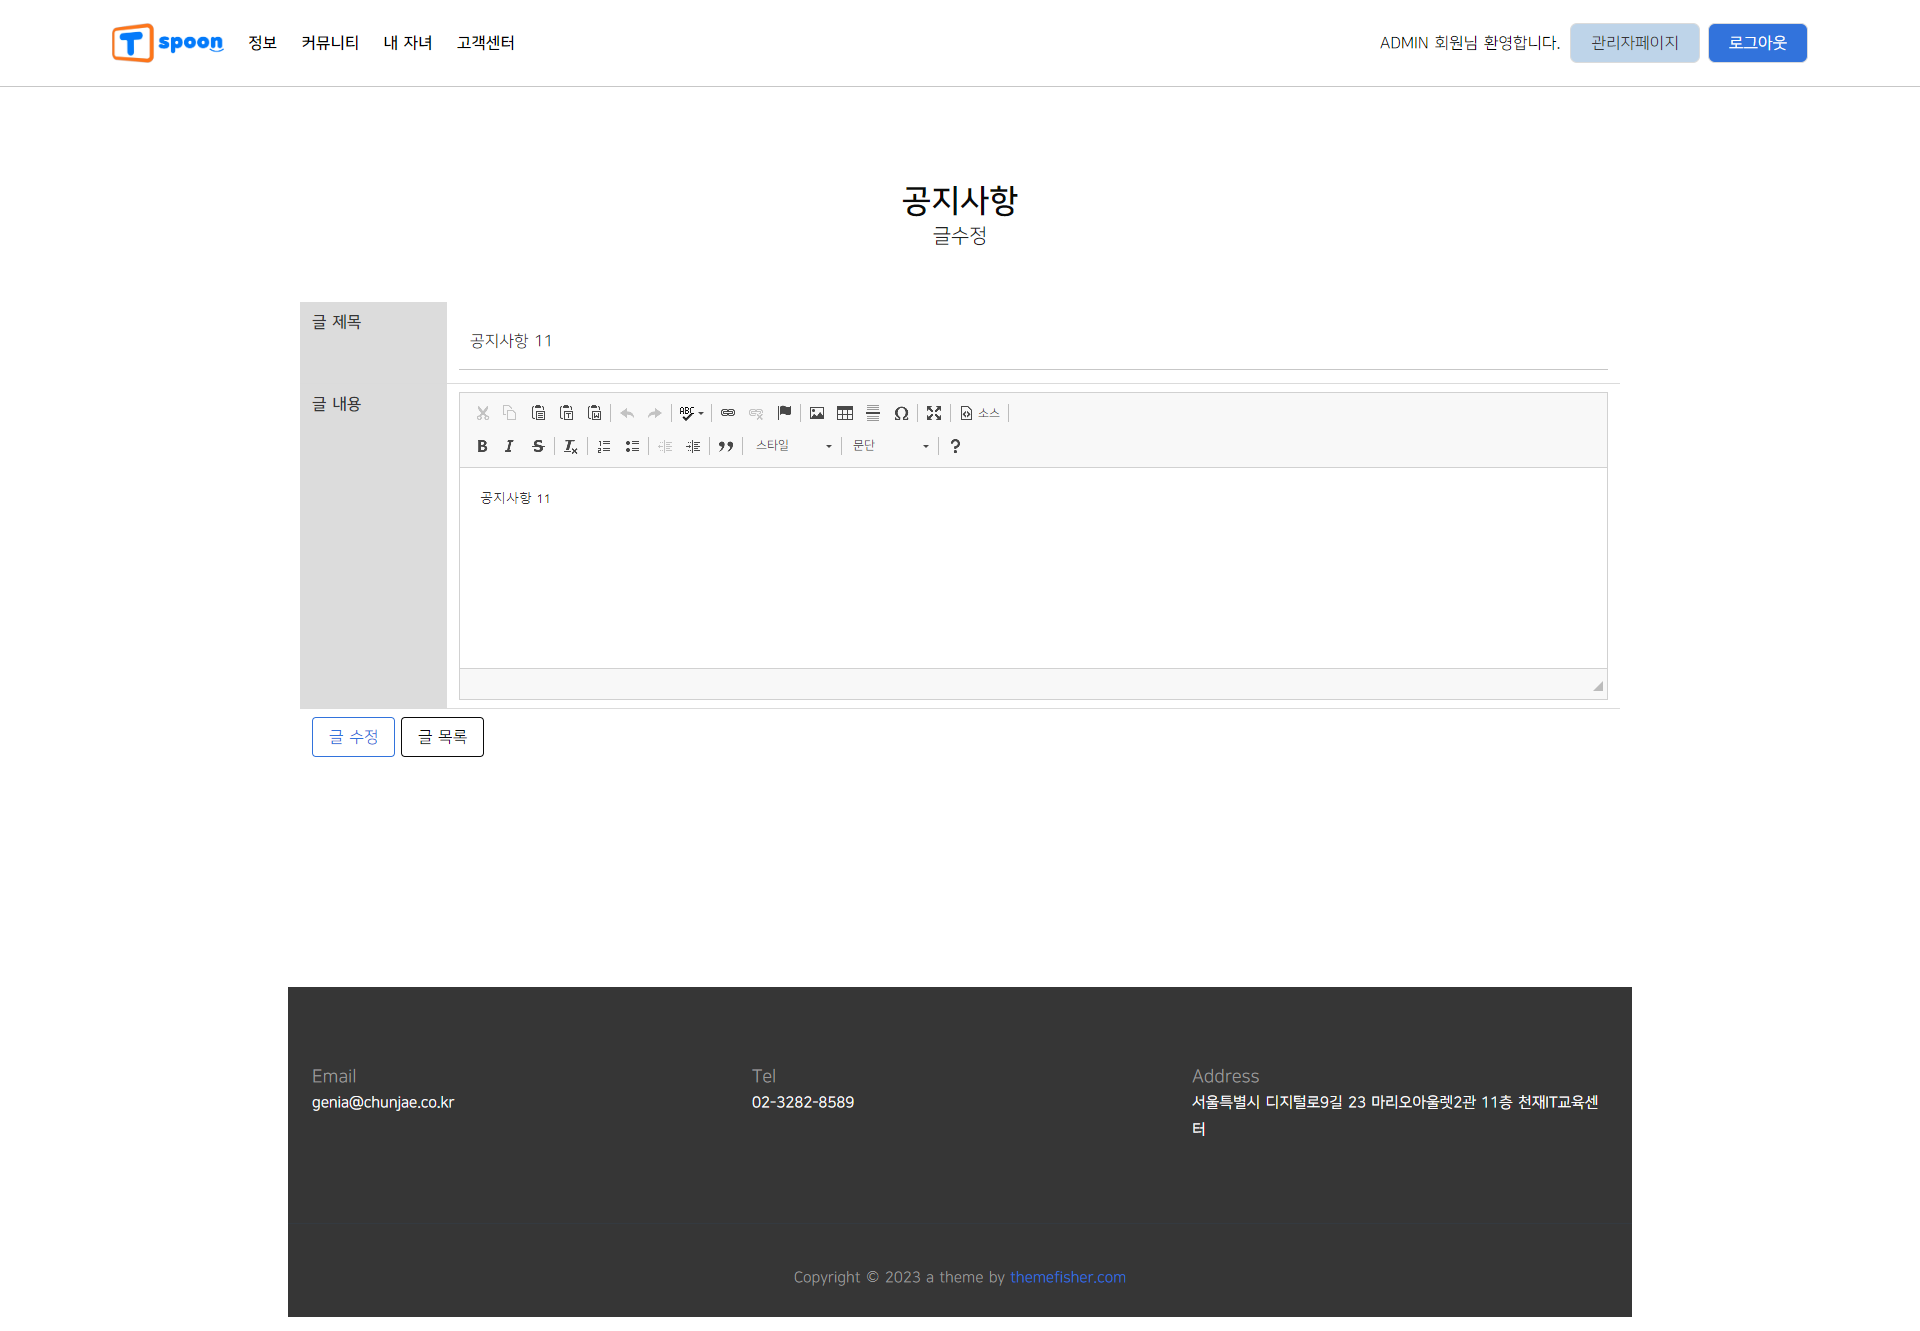 T spoon 정보 커뮤니티 내 자녀 고객센터 ADMIN 회원님 환영합니다. 관리자페이지 로그아웃
공지사항
글수정
글 제목
공지사항 11
글 내용
ABC Ω 소스
B I S Tx 스타일 문단 ?
공지사항 11
글 수정 글 목록
Email
genia@chunjae.co.kr
Tel
02-3282-8589
Address
서울특별시 디지털로9길 23 마리오아울렛2관 11층 천재IT교육센
터
Copyright © 2023 a theme by themefisher.com